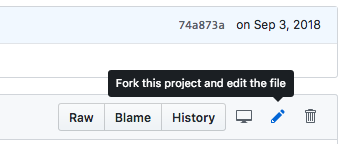 74a873a on Sep 3, 2018
Fork this project and edit the file
Raw Blame History